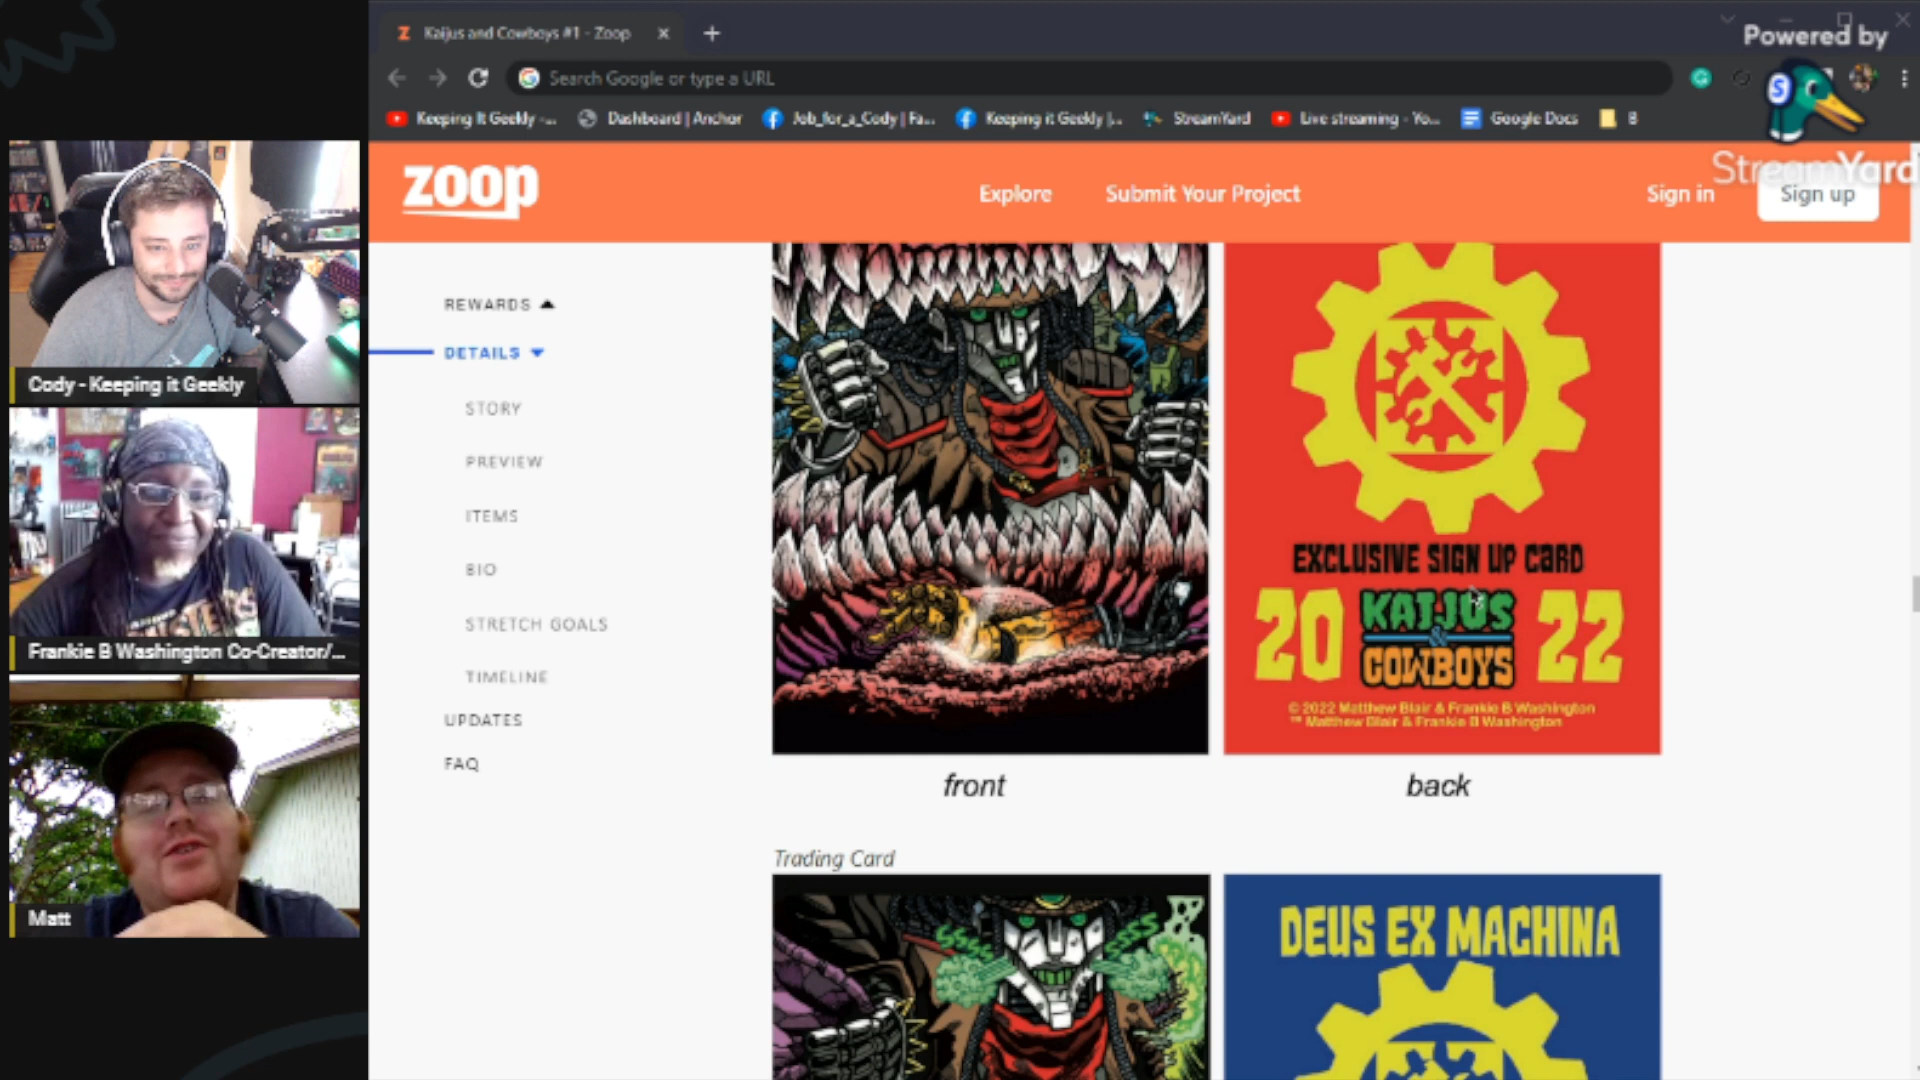 Kaijus and Cowboys #1 - Zoop
Powered by
Search Google or type a URL
S
Keeping It Geekly -...
Dashboard | Anchor
Job_for_a_Cody | Fa...
Keeping it Geekly |...
StreamYard
Live streaming - Yo...
Google Docs
B
StreamYard
zoop
Explore
Submit Your Project
Sign in
Sign up
REWARDS
DETAILS
STORY
PREVIEW
ITEMS
BIO
STRETCH GOALS
TIMELINE
UPDATES
FAQ
Cody - Keeping it Geekly
Frankie B Washington Co-Creator/...
Matt
EXCLUSIVE SIGN UP CARD
20 KAIJUS & COWBOYS 22
© 2022 Matthew Blair & Frankie B Washington
™ Matthew Blair & Frankie B Washington
front
back
Trading Card
SSSS
SSSS
DEUS EX MACHINA